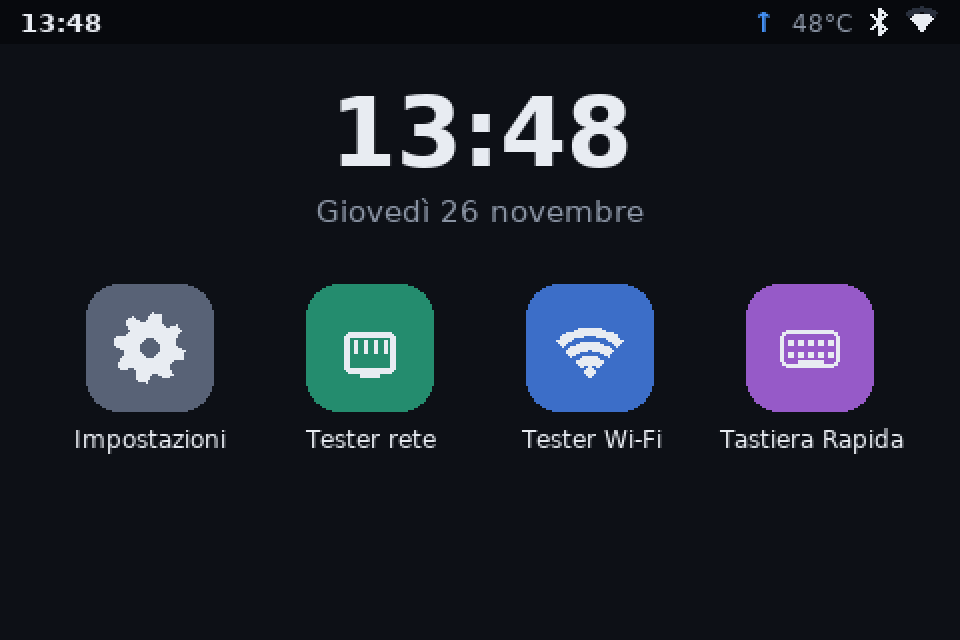 13:48
↑ 48°C
13:48
Giovedì 26 novembre
Impostazioni
Tester rete
Tester Wi-Fi
Tastiera Rapida